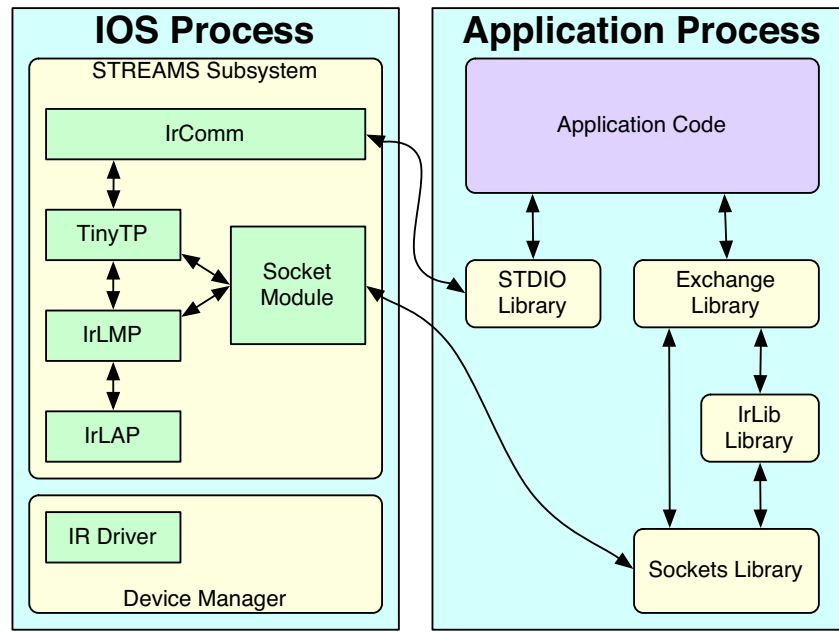 IOS Process
STREAMS Subsystem
IrComm
TinyTP
Socket
Module
IrLMP
IrLAP
IR Driver
Device Manager
Application Process
Application Code
STDIO
Library
Exchange
Library
IrLib
Library
Sockets Library